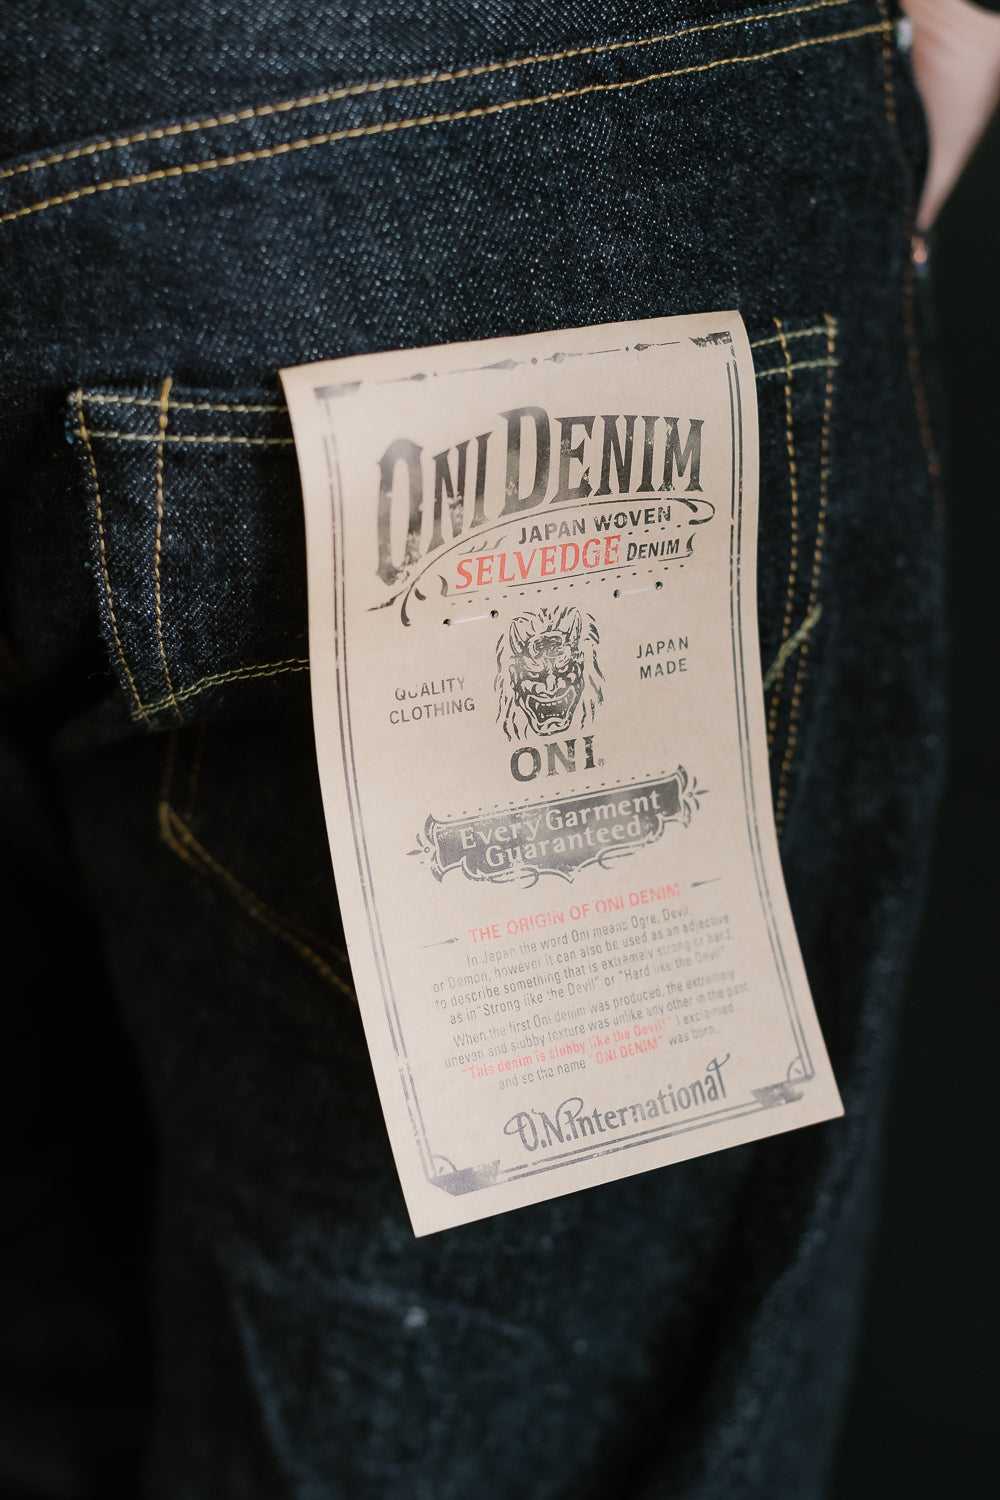 ONI DENIM
JAPAN WOVEN
SELVEDGE DENIM
QUALITY
CLOTHING
JAPAN
MADE
ONI.
Every Garment
Guaranteed.
THE ORIGIN OF ONI DENIM
In Japan the word Oni means Ogre, Devil,
or Demon, however it can also be used as an adjective
to describe something that is extremaly strong or hard,
as in "Strong like the Devil" or "Hard like the Devil"
When the first Oni denim was produced, the extremely
uneven and slubby texture was unlike any other in the past.
"This denim is slubby like the Devil!" I exclaimed
and so tha name "ONI DENIM" was born.
O.N.International